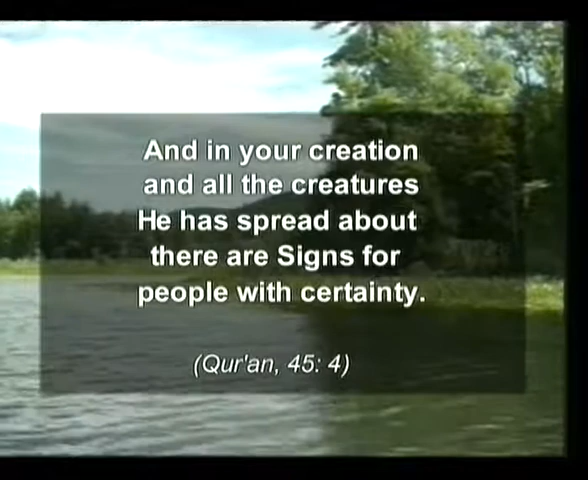 And in your creation
and all the creatures
He has spread about
there are Signs for
people with certainty.
(Qur'an, 45: 4)